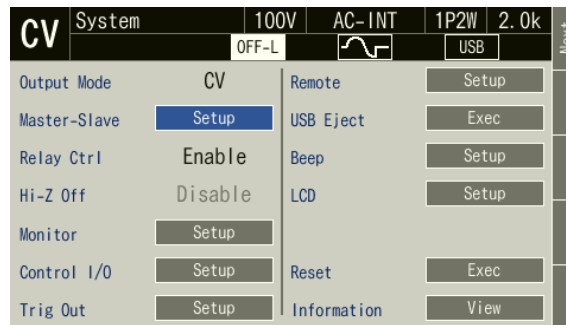 CV System 100V AC-INT 1P2W 2.0k
OFF-L USB
Next
Output Mode CV
Master-Slave Setup
Relay Ctrl Enable
Hi-Z Off Disable
Monitor Setup
Control I/O Setup
Trig Out Setup
Remote Setup
USB Eject Exec
Beep Setup
LCD Setup
Reset Exec
Information View